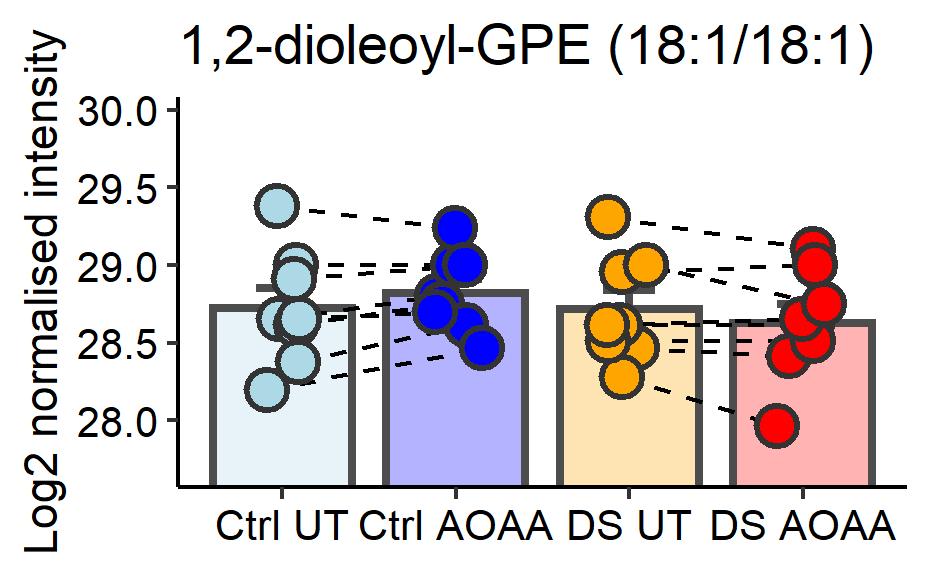 1,2-dioleoyl-GPE (18:1/18:1)
Log2 normalised intensity
30.0
29.5
29.0
28.5
28.0
Ctrl UT Ctrl AOAA DS UT DS AOAA